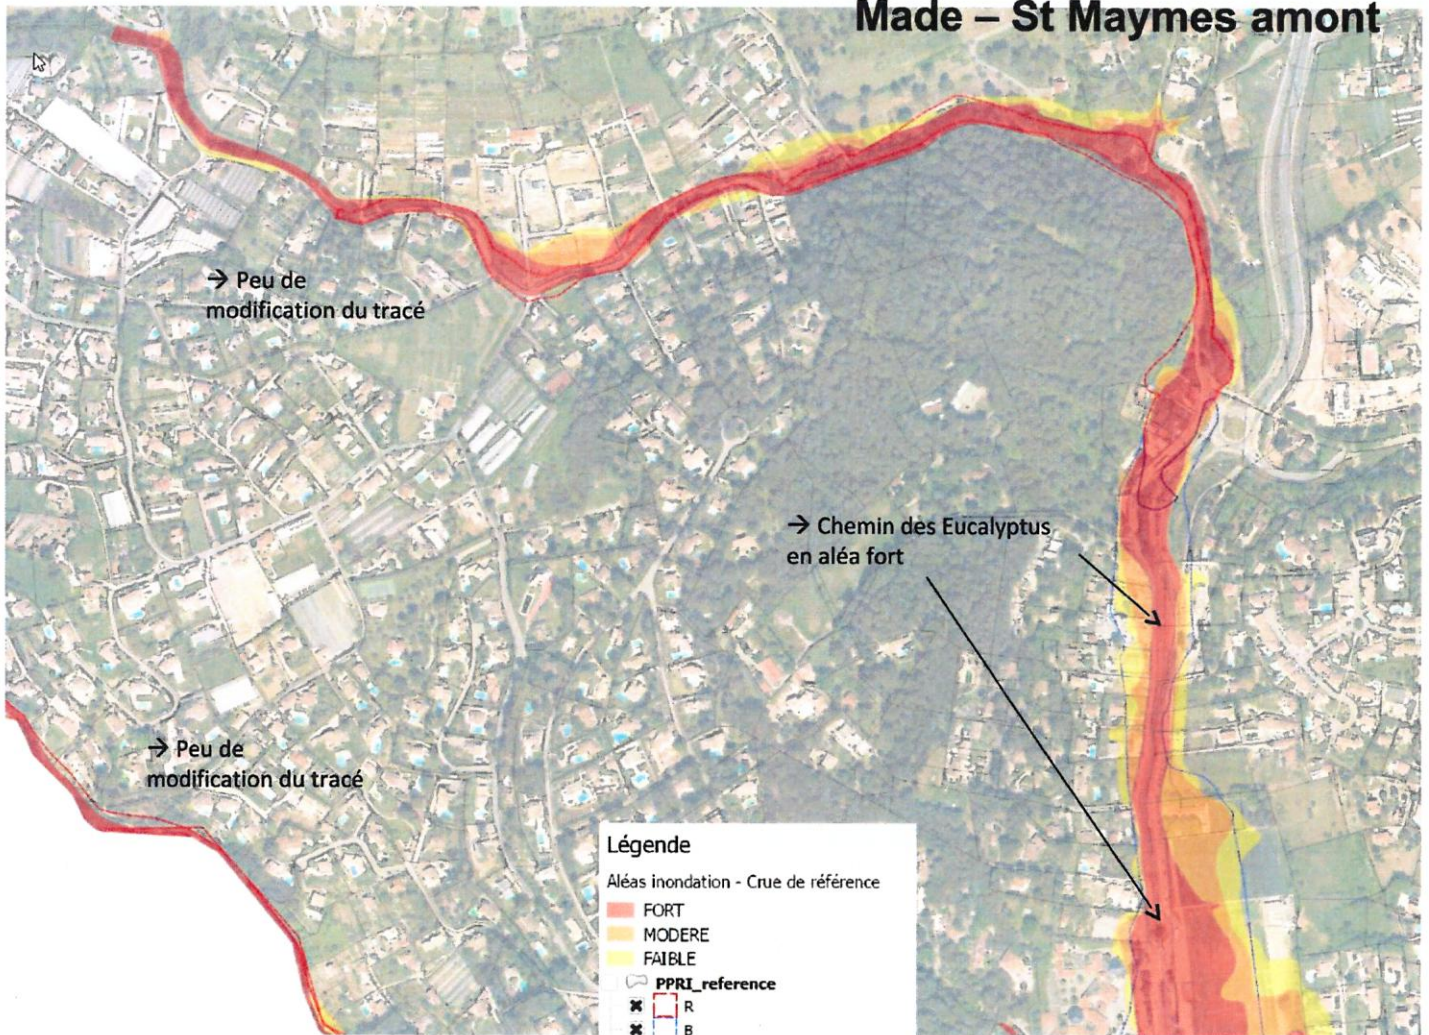 Made – St Maymes amont
→ Peu de
modification du tracé
→ Chemin des Eucalyptus
en aléa fort
→ Peu de
modification du tracé
Légende
Aléas inondation - Crue de référence
FORT
MODERE
FAIBLE
PPRI_reference
R
B